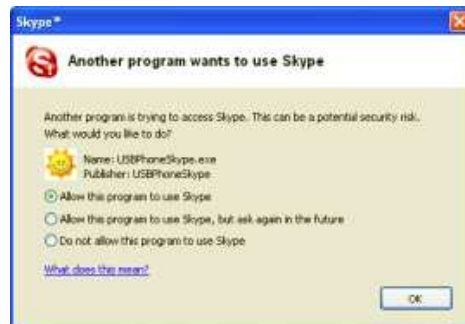 Skype™
Another program wants to use Skype
Another program is trying to access Skype. This can be a potential security risk.
What would you like to do?
Name: USBPhoneSkype.exe
Publisher: USBPhoneSkype
Allow this program to use Skype
Allow this program to use Skype, but ask again in the future
Do not allow this program to use Skype
What does this mean?
OK